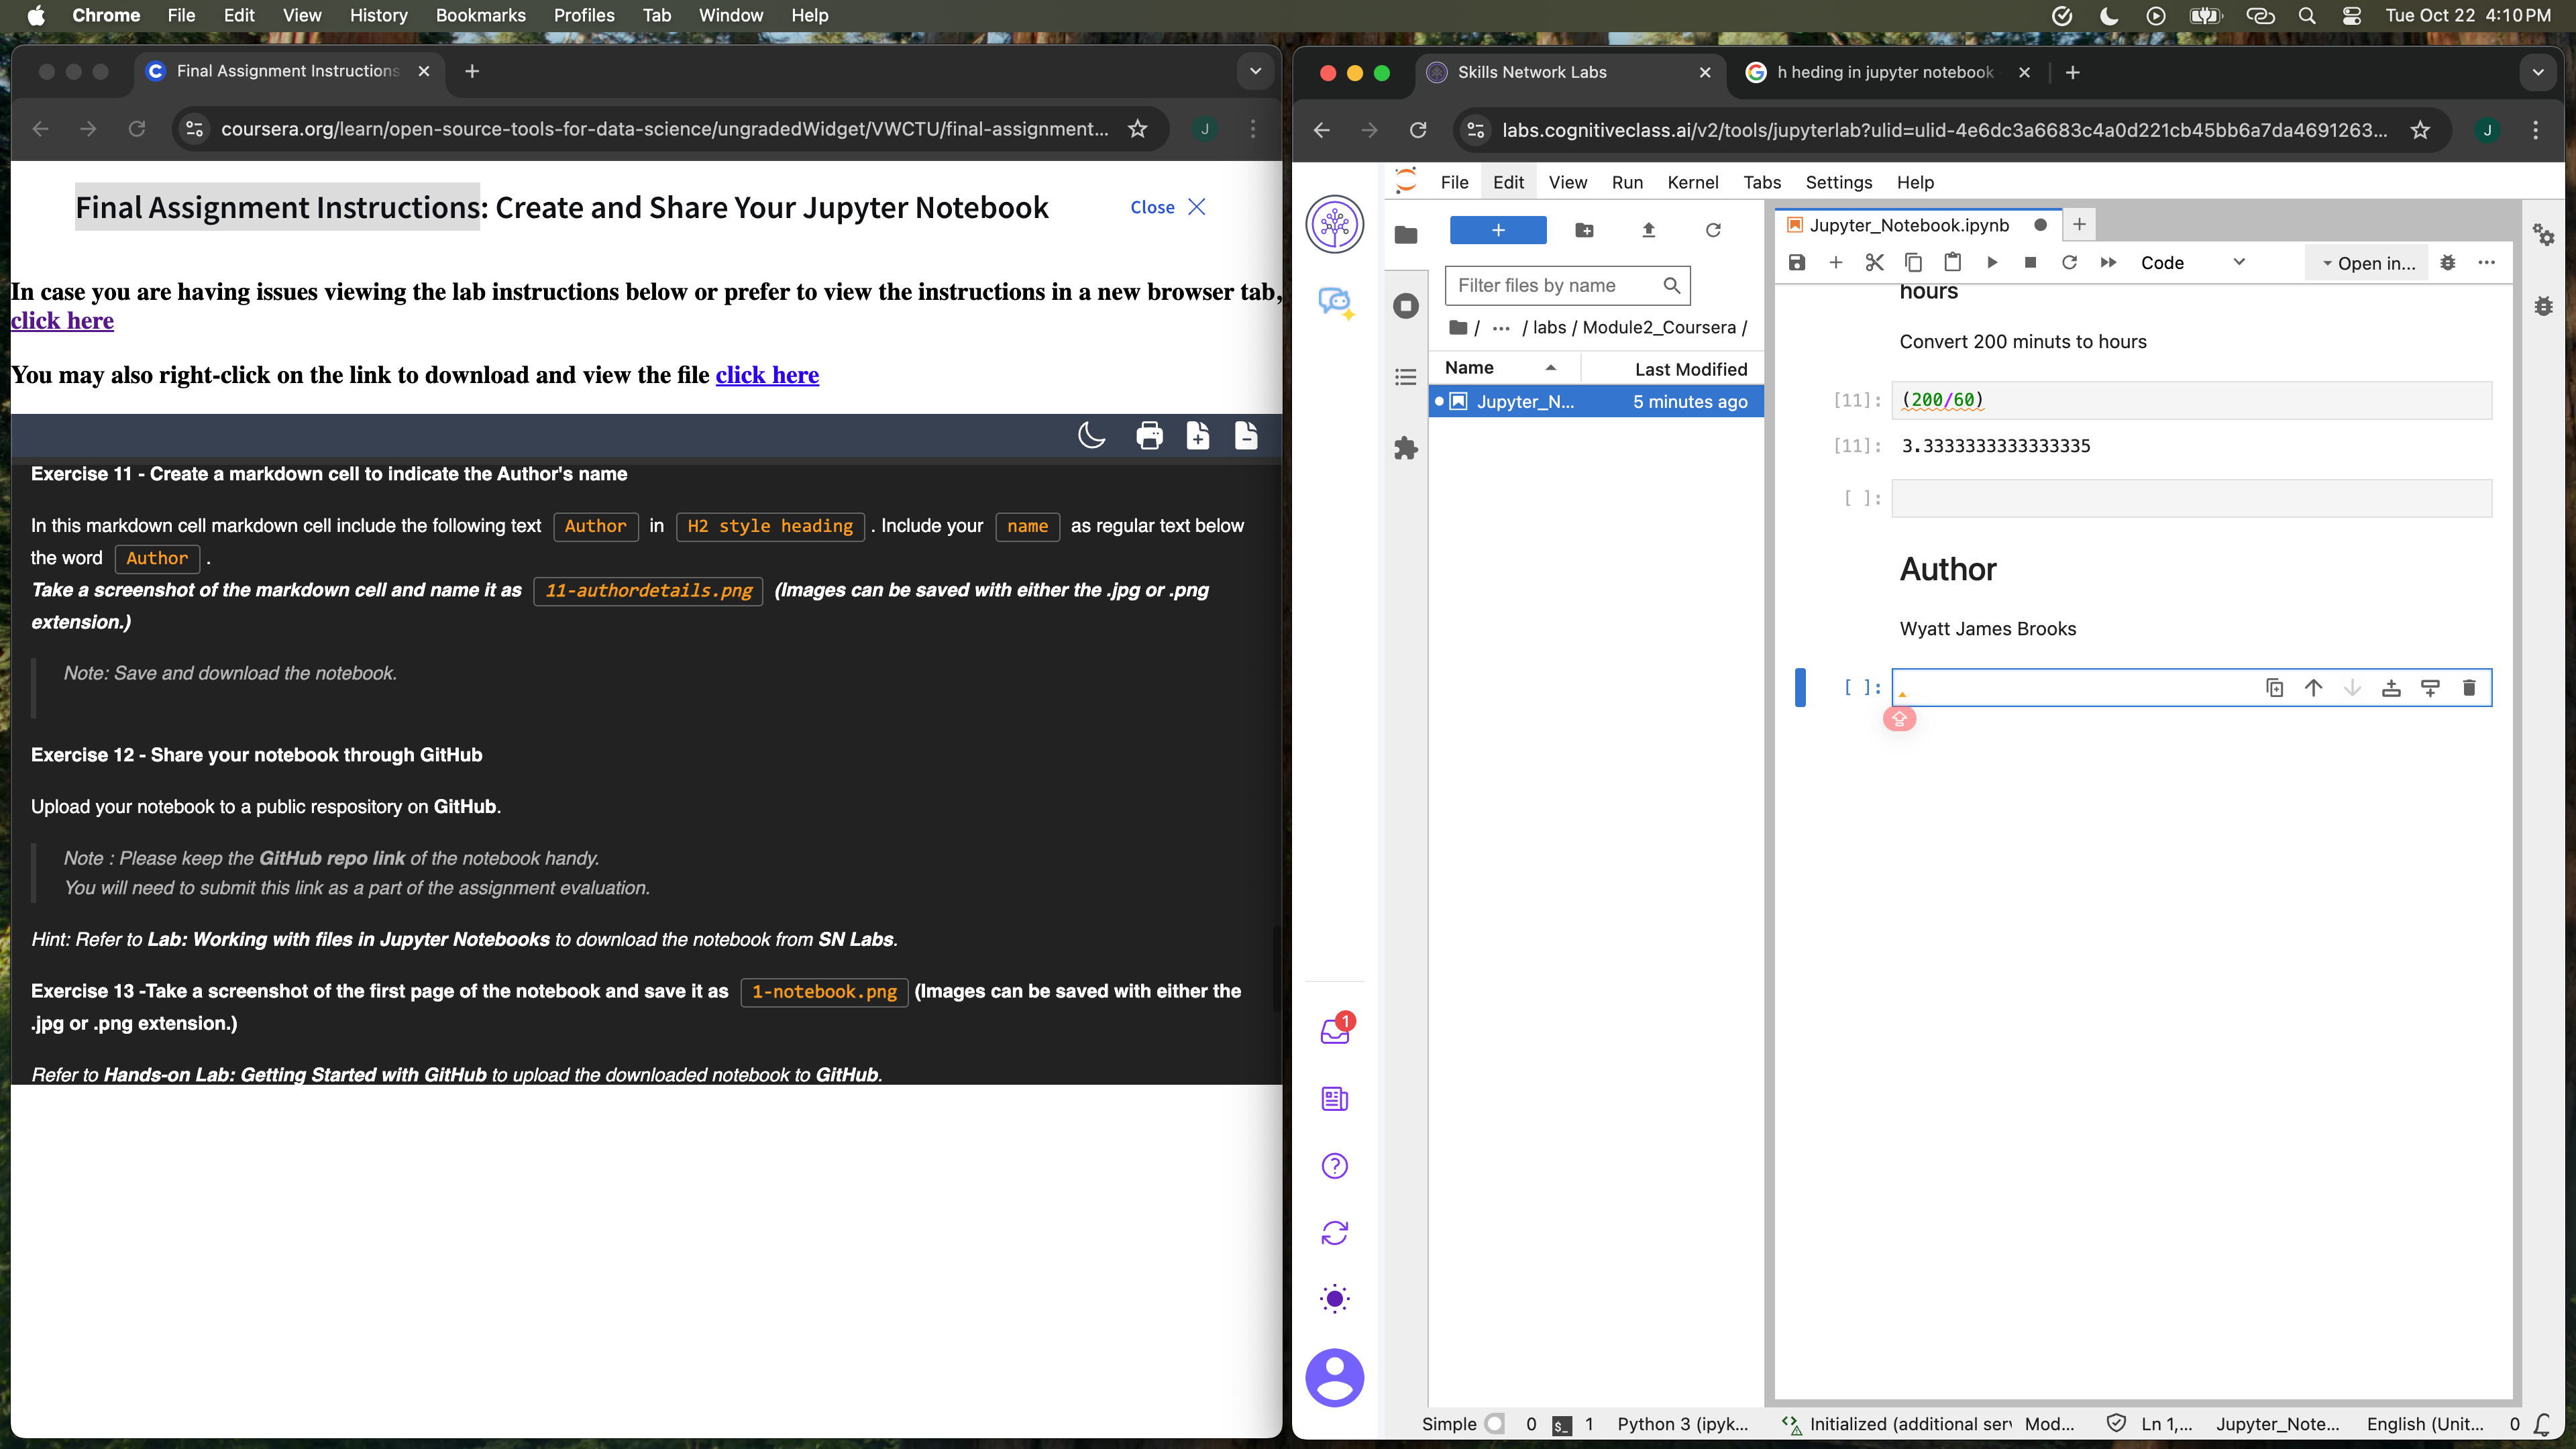 Chrome File Edit View History Bookmarks Profiles Tab Window Help Tue Oct 22 4:10 PM
Final Assignment Instructions
coursera.org/learn/open-source-tools-for-data-science/ungradedWidget/VWCTU/final-assignment... J
Final Assignment Instructions: Create and Share Your Jupyter Notebook Close
In case you are having issues viewing the lab instructions below or prefer to view the instructions in a new browser tab,
click here
You may also right-click on the link to download and view the file click here
Exercise 11 - Create a markdown cell to indicate the Author's name
In this markdown cell markdown cell include the following text Author in H2 style heading . Include your name as regular text below
the word Author .
Take a screenshot of the markdown cell and name it as 11-authordetails.png (Images can be saved with either the .jpg or .png
extension.)
Note: Save and download the notebook.
Exercise 12 - Share your notebook through GitHub
Upload your notebook to a public respository on GitHub.
Note : Please keep the GitHub repo link of the notebook handy.
You will need to submit this link as a part of the assignment evaluation.
Hint: Refer to Lab: Working with files in Jupyter Notebooks to download the notebook from SN Labs.
Exercise 13 -Take a screenshot of the first page of the notebook and save it as 1-notebook.png (Images can be saved with either the
.jpg or .png extension.)
Refer to Hands-on Lab: Getting Started with GitHub to upload the downloaded notebook to GitHub.
Skills Network Labs h heding in jupyter notebook
labs.cognitiveclass.ai/v2/tools/jupyterlab?ulid=ulid-4e6dc3a6683c4a0d221cb45bb6a7da4691263... J
File Edit View Run Kernel Tabs Settings Help
Filter files by name
/ ... / labs / Module2_Coursera /
Name Last Modified
Jupyter_N... 5 minutes ago
Jupyter_Notebook.ipynb
Code Open in...
hours
Convert 200 minuts to hours
[11]: (200/60)
[11]: 3.3333333333333335
[ ]:
Author
Wyatt James Brooks
[ ]:
1
Simple 0 $_ 1 Python 3 (ipyk... Initialized (additional serv Mod... Ln 1,... Jupyter_Note... English (Unit... 0